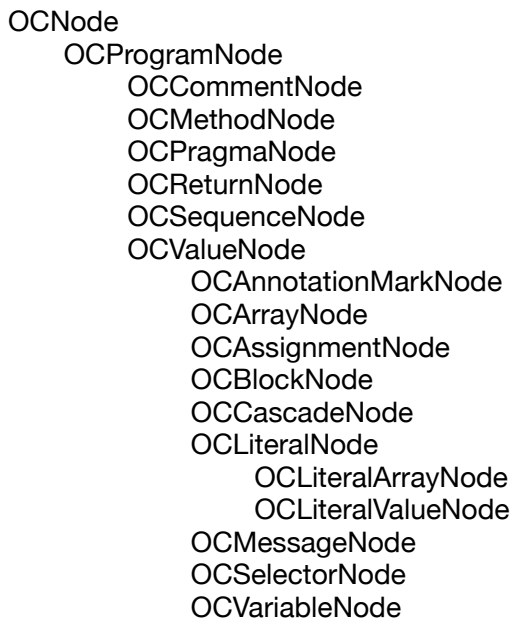 OCNode
OCProgramNode
OCCommentNode
OCMethodNode
OCPragmaNode
OCReturnNode
OCSequenceNode
OCValueNode
OCAnnotationMarkNode
OCArrayNode
OCAssignmentNode
OCBlockNode
OCCascadeNode
OCLiteralNode
OCLiteralArrayNode
OCLiteralValueNode
OCMessageNode
OCSelectorNode
OCVariableNode